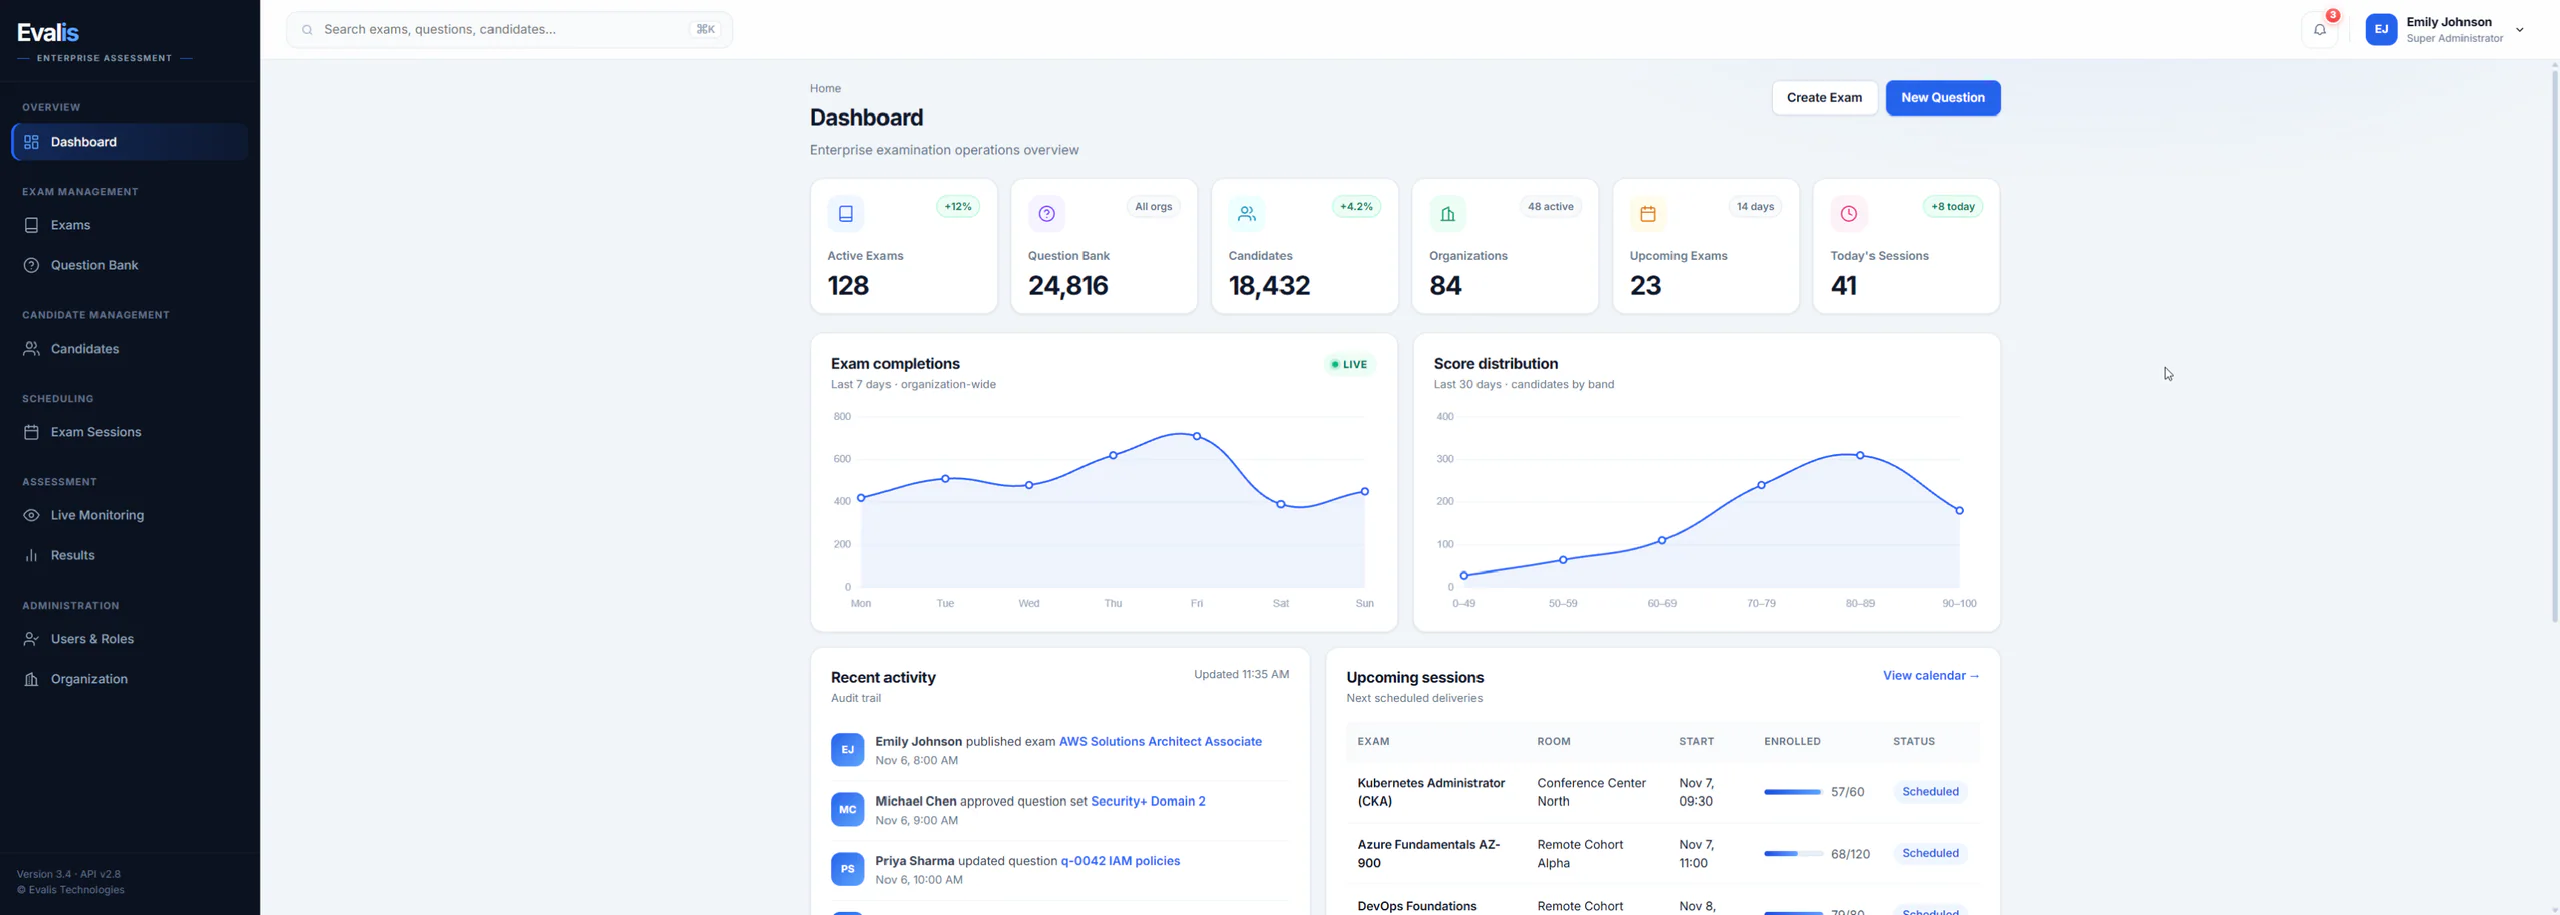 Evalis
ENTERPRISE ASSESSMENT
OVERVIEW
Dashboard
EXAM MANAGEMENT
Exams
Question Bank
CANDIDATE MANAGEMENT
Candidates
SCHEDULING
Exam Sessions
ASSESSMENT
Live Monitoring
Results
ADMINISTRATION
Users & Roles
Organization
Version 3.4 · API v2.8
© Evalis Technologies
Search exams, questions, candidates...
⌘K
3
EJ
Emily Johnson
Super Administrator
Home
Dashboard
Enterprise examination operations overview
Create Exam
New Question
+12%
Active Exams
128
All orgs
Question Bank
24,816
+4.2%
Candidates
18,432
48 active
Organizations
84
14 days
Upcoming Exams
23
+8 today
Today's Sessions
41
Exam completions
Last 7 days · organization-wide
LIVE
800
600
400
200
0
Mon Tue Wed Thu Fri Sat Sun
Score distribution
Last 30 days · candidates by band
400
300
200
100
0
0–49 50–59 60–69 70–79 80–89 90–100
Recent activity
Updated 11:35 AM
Audit trail
EJ
Emily Johnson published exam AWS Solutions Architect Associate
Nov 6, 8:00 AM
MC
Michael Chen approved question set Security+ Domain 2
Nov 6, 9:00 AM
PS
Priya Sharma updated question q-0042 IAM policies
Nov 6, 10:00 AM
Upcoming sessions
View calendar →
Next scheduled deliveries
EXAM ROOM START ENROLLED STATUS
Kubernetes Administrator
(CKA)
Conference Center
North
Nov 7,
09:30
57/60
Scheduled
Azure Fundamentals AZ-
900
Remote Cohort
Alpha
Nov 7,
11:00
68/120
Scheduled
DevOps Foundations
Remote Cohort
Nov 8,
79/80
Scheduled